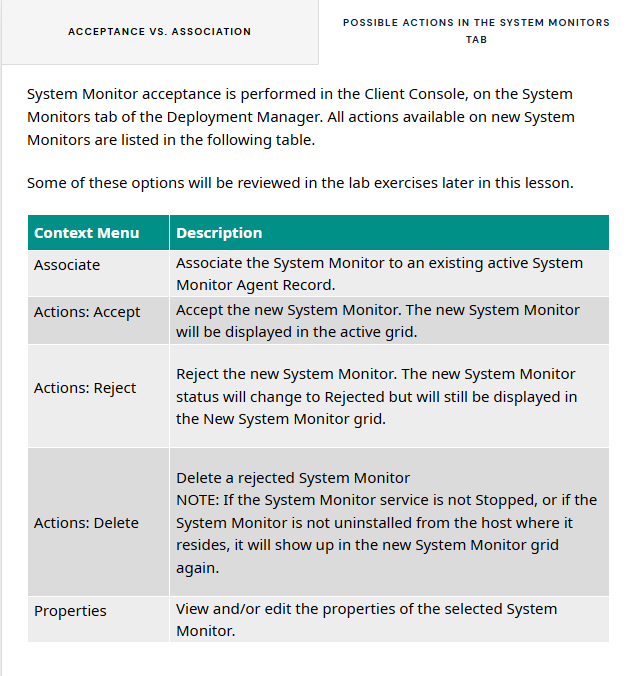 ACCEPTANCE VS. ASSOCIATION
POSSIBLE ACTIONS IN THE SYSTEM MONITORS
TAB
System Monitor acceptance is performed in the Client Console, on the System
Monitors tab of the Deployment Manager. All actions available on new System
Monitors are listed in the following table.
Some of these options will be reviewed in the lab exercises later in this lesson.
Context Menu
Description
Associate
Associate the System Monitor to an existing active System
Monitor Agent Record.
Actions: Accept
Accept the new System Monitor. The new System Monitor
will be displayed in the active grid.
Actions: Reject
Reject the new System Monitor. The new System Monitor
status will change to Rejected but will still be displayed in
the New System Monitor grid.
Actions: Delete
Delete a rejected System Monitor
NOTE: If the System Monitor service is not Stopped, or if the
System Monitor is not uninstalled from the host where it
resides, it will show up in the new System Monitor grid
again.
Properties
View and/or edit the properties of the selected System
Monitor.